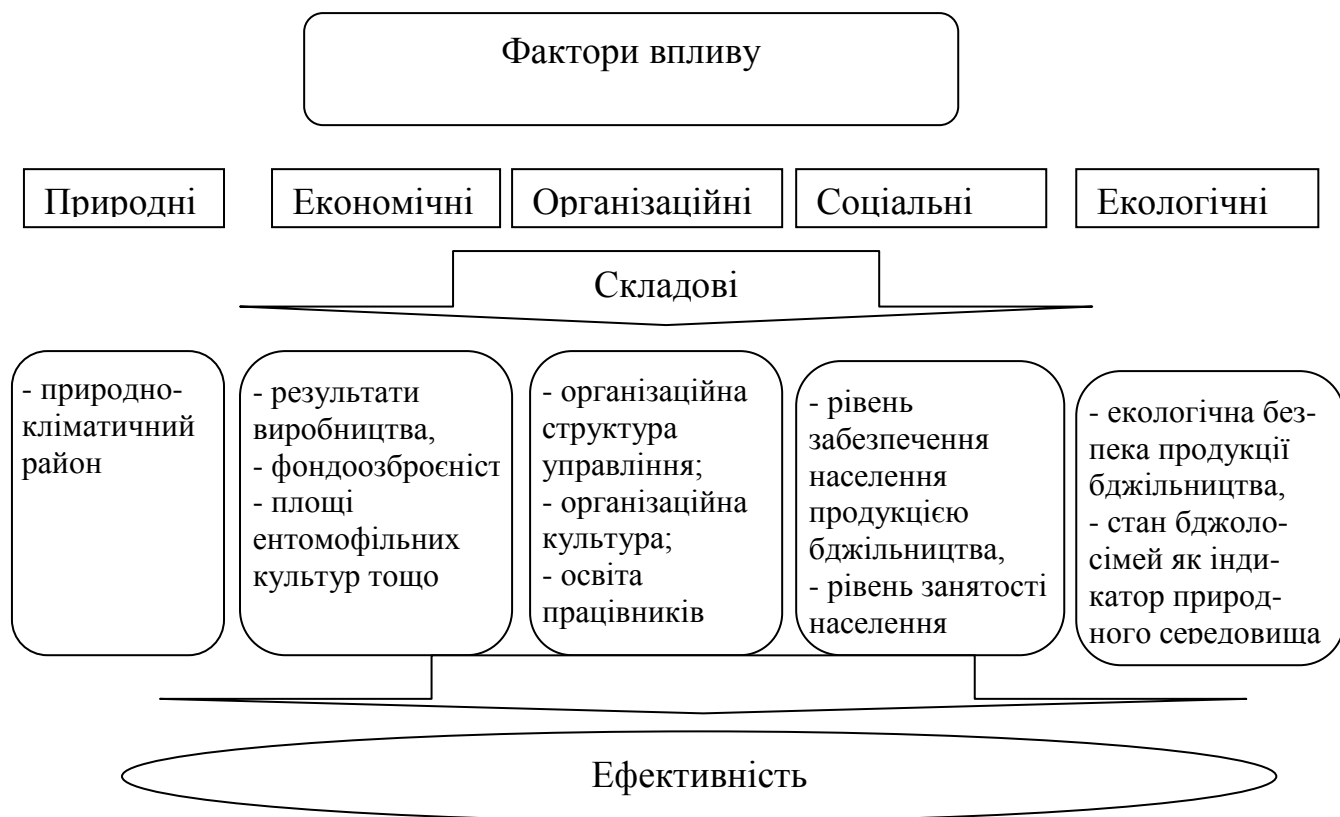 Фактори впливу
Природні
Економічні
Організаційні
Соціальні
Екологічні
Складові
- природно-
кліматичний
район
- результати
виробництва,
- фондоозброєніст
- площі
ентомофільних
культур тощо
- організаційна
структура
управління;
- організаційна
культура;
- освіта
працівників
- рівень
забезпечення
населення
продукцією
бджільництва,
- рівень занятості
населення
- екологічна без-
пека продукції
бджільництва,
- стан бджоло-
сімей як інди-
катор природ-
ного середовища
Ефективність